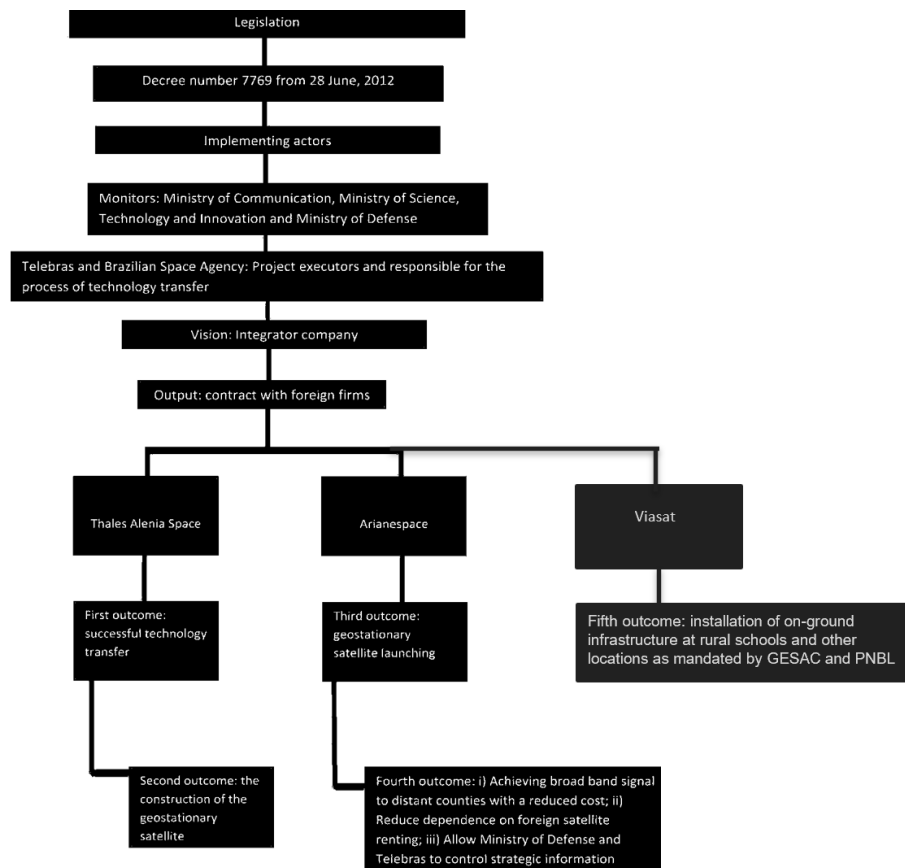 Legislation
Decree number 7769 from 28 June, 2012
Implementing actors
Monitors: Ministry of Communication, Ministry of Science,
Technology and Innovation and Ministry of Defense
Telebras and Brazilian Space Agency: Project executors and responsible for the
process of technology transfer
Vision: Integrator company
Output: contract with foreign firms
Thales Alenia Space
Arianespace
Viasat
First outcome:
successful technology
transfer
Third outcome:
geostationary
satellite launching
Fifth outcome: installation of on-ground
infrastructure at rural schools and other
locations as mandated by GESAC and PNBL
Second outcome: the
construction of the
geostationary
satellite
Fourth outcome: i) Achieving broad band signal
to distant counties with a reduced cost; ii)
Reduce dependence on foreign satellite
renting; iii) Allow Ministry of Defense and
Telebras to control strategic information